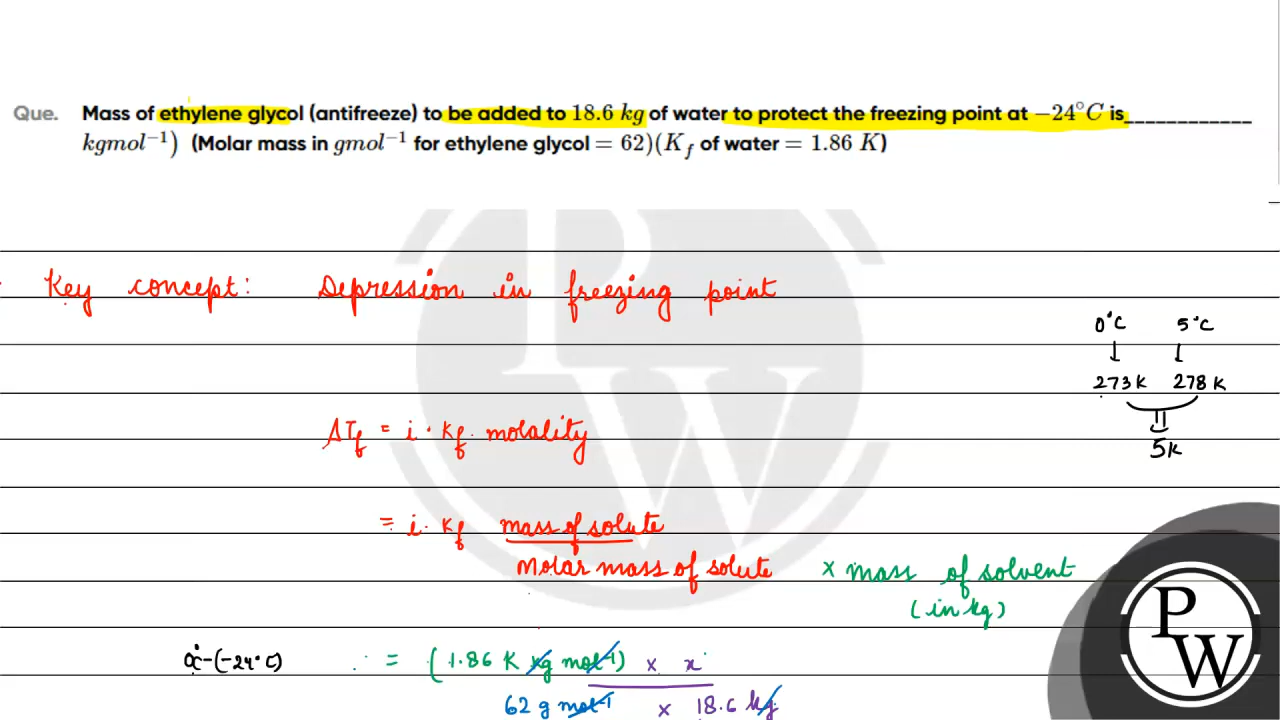 Que. Mass of ethylene glycol (antifreeze) to be added to 18.6 kg of water to protect the freezing point at −24°C is____________
kgmol⁻¹) (Molar mass in gmol⁻¹ for ethylene glycol = 62)(K_f of water = 1.86 K)
Key concept: Depression in freezing point
0°C 5°C
↓ ↓
273K 278K
5K
ΔT_f = i · K_f · molality
= i · K_f mass of solute
molar mass of solute × mass of solvent
(in kg)
0°C-(-24°C) ∴ = (1.86 K kg mol⁻¹) × x
62 g mol⁻¹ × 18.6 kg
P
W
P
W